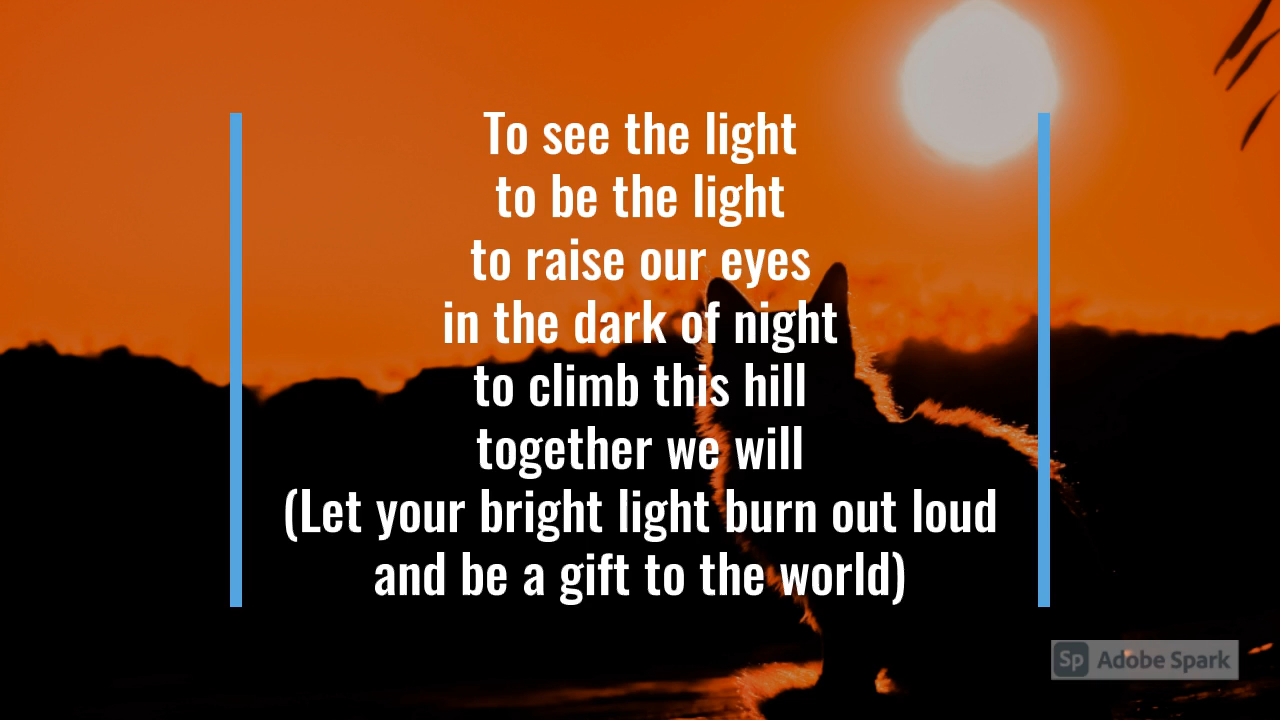 To see the light
to be the light
to raise our eyes
in the dark of night
to climb this hill
together we will
(Let your bright light burn out loud
and be a gift to the world)
Sp Adobe Spark